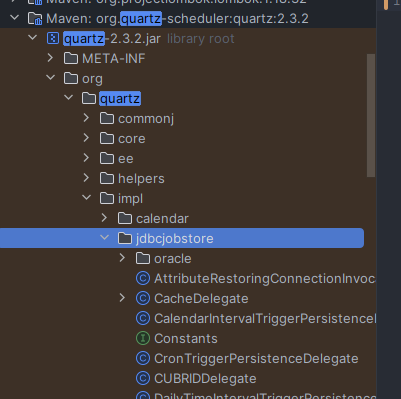 Maven: org.projectlombok:lombok:1.18.32
Maven: org.quartz-scheduler:quartz:2.3.2
quartz-2.3.2.jar library root
META-INF
org
quartz
commonj
core
ee
helpers
impl
calendar
jdbcjobstore
oracle
AttributeRestoringConnectionInvoc
CacheDelegate
CalendarIntervalTriggerPersistence
Constants
CronTriggerPersistenceDelegate
CUBRIDDelegate
DailyTimeIntervalTriggerPersistence